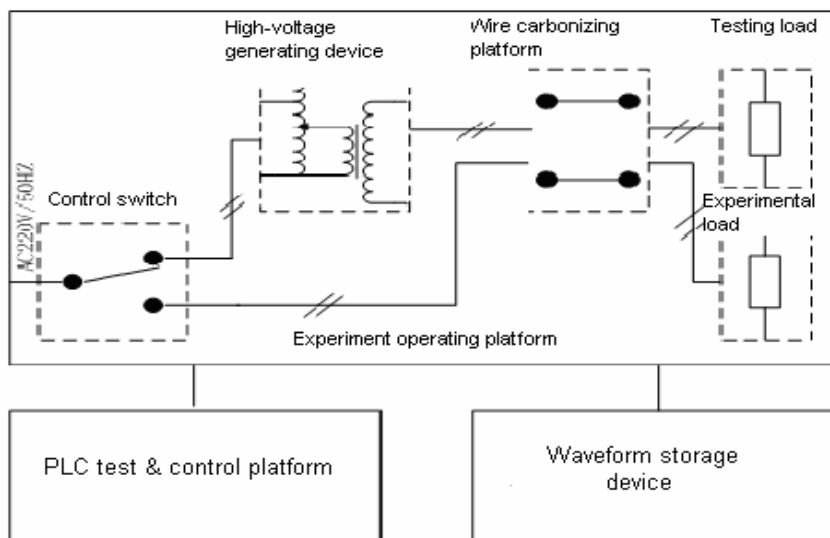 High-voltage
generating device
Wire carbonizing
platform
Testing load
AC220V/50HZ
Control switch
Experimental
load
Experiment operating platform
PLC test & control platform
Waveform storage
device